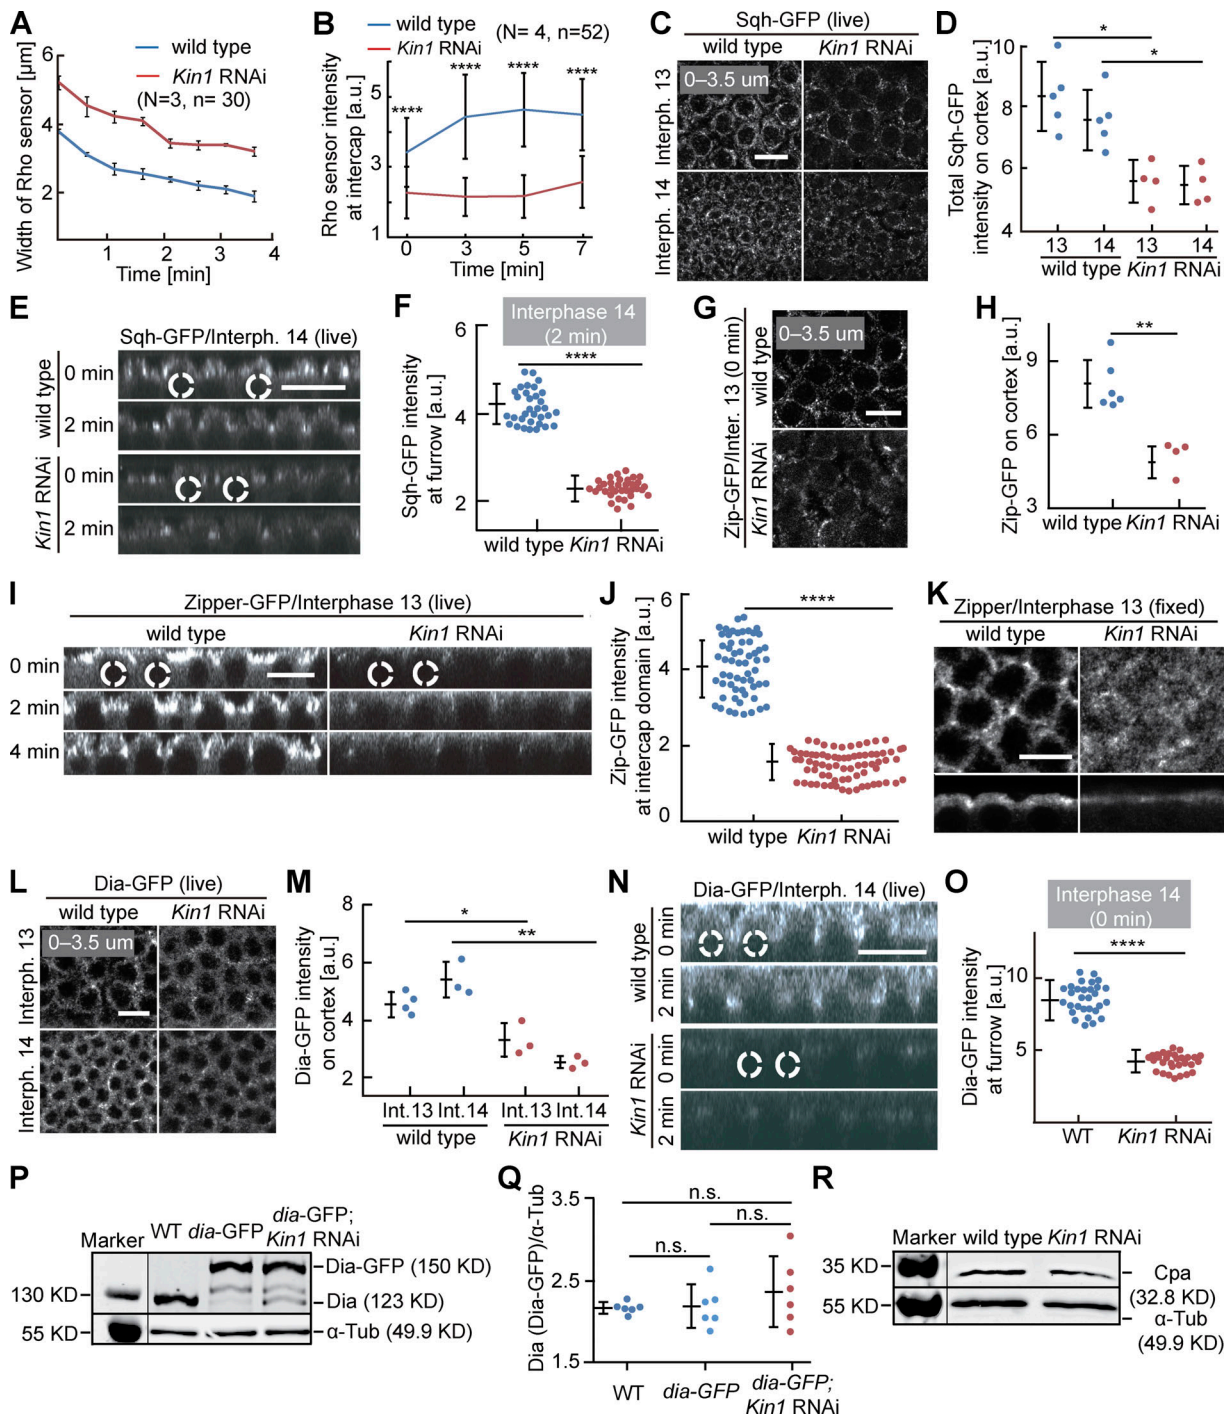 A
Width of Rho sensor [µm]
wild type
Kin1 RNAi
(N=3, n= 30)
6
4
2
1 2 3 4
Time [min]
B
Rho sensor intensity
at intercap [a.u.]
wild type
Kin1 RNAi
(N= 4, n=52)
**** **** **** ****
5
3
1
0 3 5 7
Time [min]
C
Sqh-GFP (live)
wild type Kin1 RNAi
0–3.5 um
Interph. 13
Interph. 14
D
Total Sqh-GFP
intensity on cortex [a.u.]
*
*
10
8
6
4
13 14 13 14
wild type Kin1 RNAi
E
Sqh-GFP/Interph. 14 (live)
wild type
0 min
2 min
Kin1 RNAi
0 min
2 min
F
Interphase 14
(2 min)
****
Sqh-GFP intensity
at furrow [a.u.]
6
4
2
wild type Kin1 RNAi
G
Zip-GFP/Inter. 13 (0 min)
wild type
Kin1 RNAi
0–3.5 um
H
Zip-GFP on cortex [a.u.]
**
9
6
3
wild type Kin1 RNAi
I
Zipper-GFP/Interphase 13 (live)
wild type Kin1 RNAi
0 min
2 min
4 min
J
Zip-GFP intensity
at intercap domain [a.u.]
****
6
4
2
0
wild type Kin1 RNAi
K
Zipper/Interphase 13 (fixed)
wild type Kin1 RNAi
L
Dia-GFP (live)
wild type Kin1 RNAi
0–3.5 um
Interph. 13
Interph. 14
M
Dia-GFP intensity
on cortex [a.u.]
*
**
8
6
4
2
Int.13 Int.14 Int.13 Int.14
wild type Kin1 RNAi
N
Dia-GFP/Interph. 14 (live)
wild type
0 min
2 min
Kin1 RNAi
0 min
2 min
O
Interphase 14
(0 min)
****
Dia-GFP intensity
at furrow [a.u.]
10
5
WT Kin1 RNAi
P
Marker WT dia-GFP dia-GFP;
Kin1 RNAi
130 KD
55 KD
Dia-GFP (150 KD)
Dia (123 KD)
α-Tub (49.9 KD)
Q
Dia (Dia-GFP)/α-Tub
n.s.
n.s.
n.s.
3.5
2.5
1.5
WT dia-GFP dia-GFP;
Kin1 RNAi
R
Marker wild type Kin1 RNAi
35 KD
55 KD
Cpa
(32.8 KD)
α-Tub
(49.9 KD)